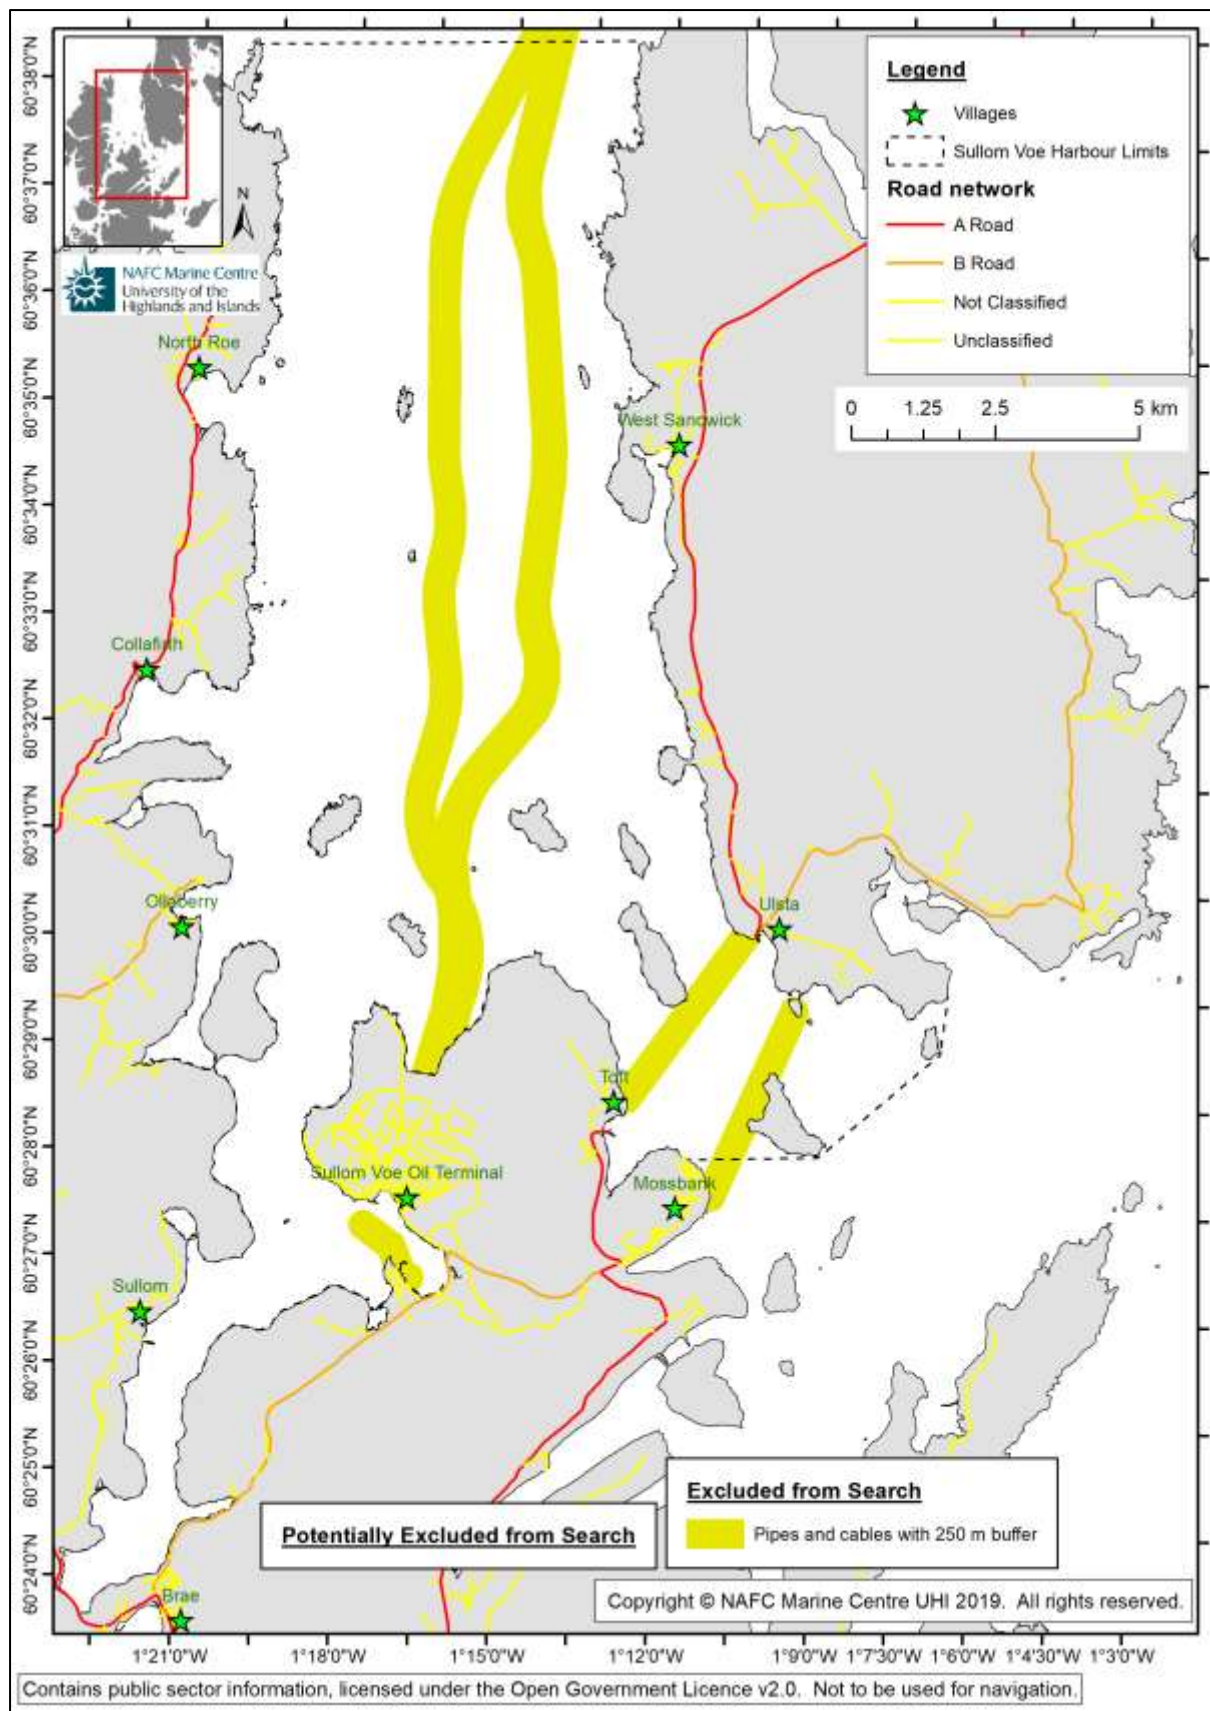 N
NAFC Marine Centre
University of the
Highlands and Islands
Legend
Villages
Sullom Voe Harbour Limits
Road network
A Road
B Road
Not Classified
Unclassified
0 1.25 2.5 5 km
North Roe
West Sandwick
Collafirth
Ollaberry
Ulsta
Toft
Sullom Voe Oil Terminal
Mossbank
Sullom
Brae
60°38'0"N
60°37'0"N
60°36'0"N
60°35'0"N
60°34'0"N
60°33'0"N
60°32'0"N
60°31'0"N
60°30'0"N
60°29'0"N
60°28'0"N
60°27'0"N
60°26'0"N
60°25'0"N
60°24'0"N
Potentially Excluded from Search
Excluded from Search
Pipes and cables with 250 m buffer
Copyright © NAFC Marine Centre UHI 2019. All rights reserved.
1°21'0"W 1°18'0"W 1°15'0"W 1°12'0"W 1°9'0"W 1°7'30"W 1°6'0"W 1°4'30"W 1°3'0"W
Contains public sector information, licensed under the Open Government Licence v2.0. Not to be used for navigation.